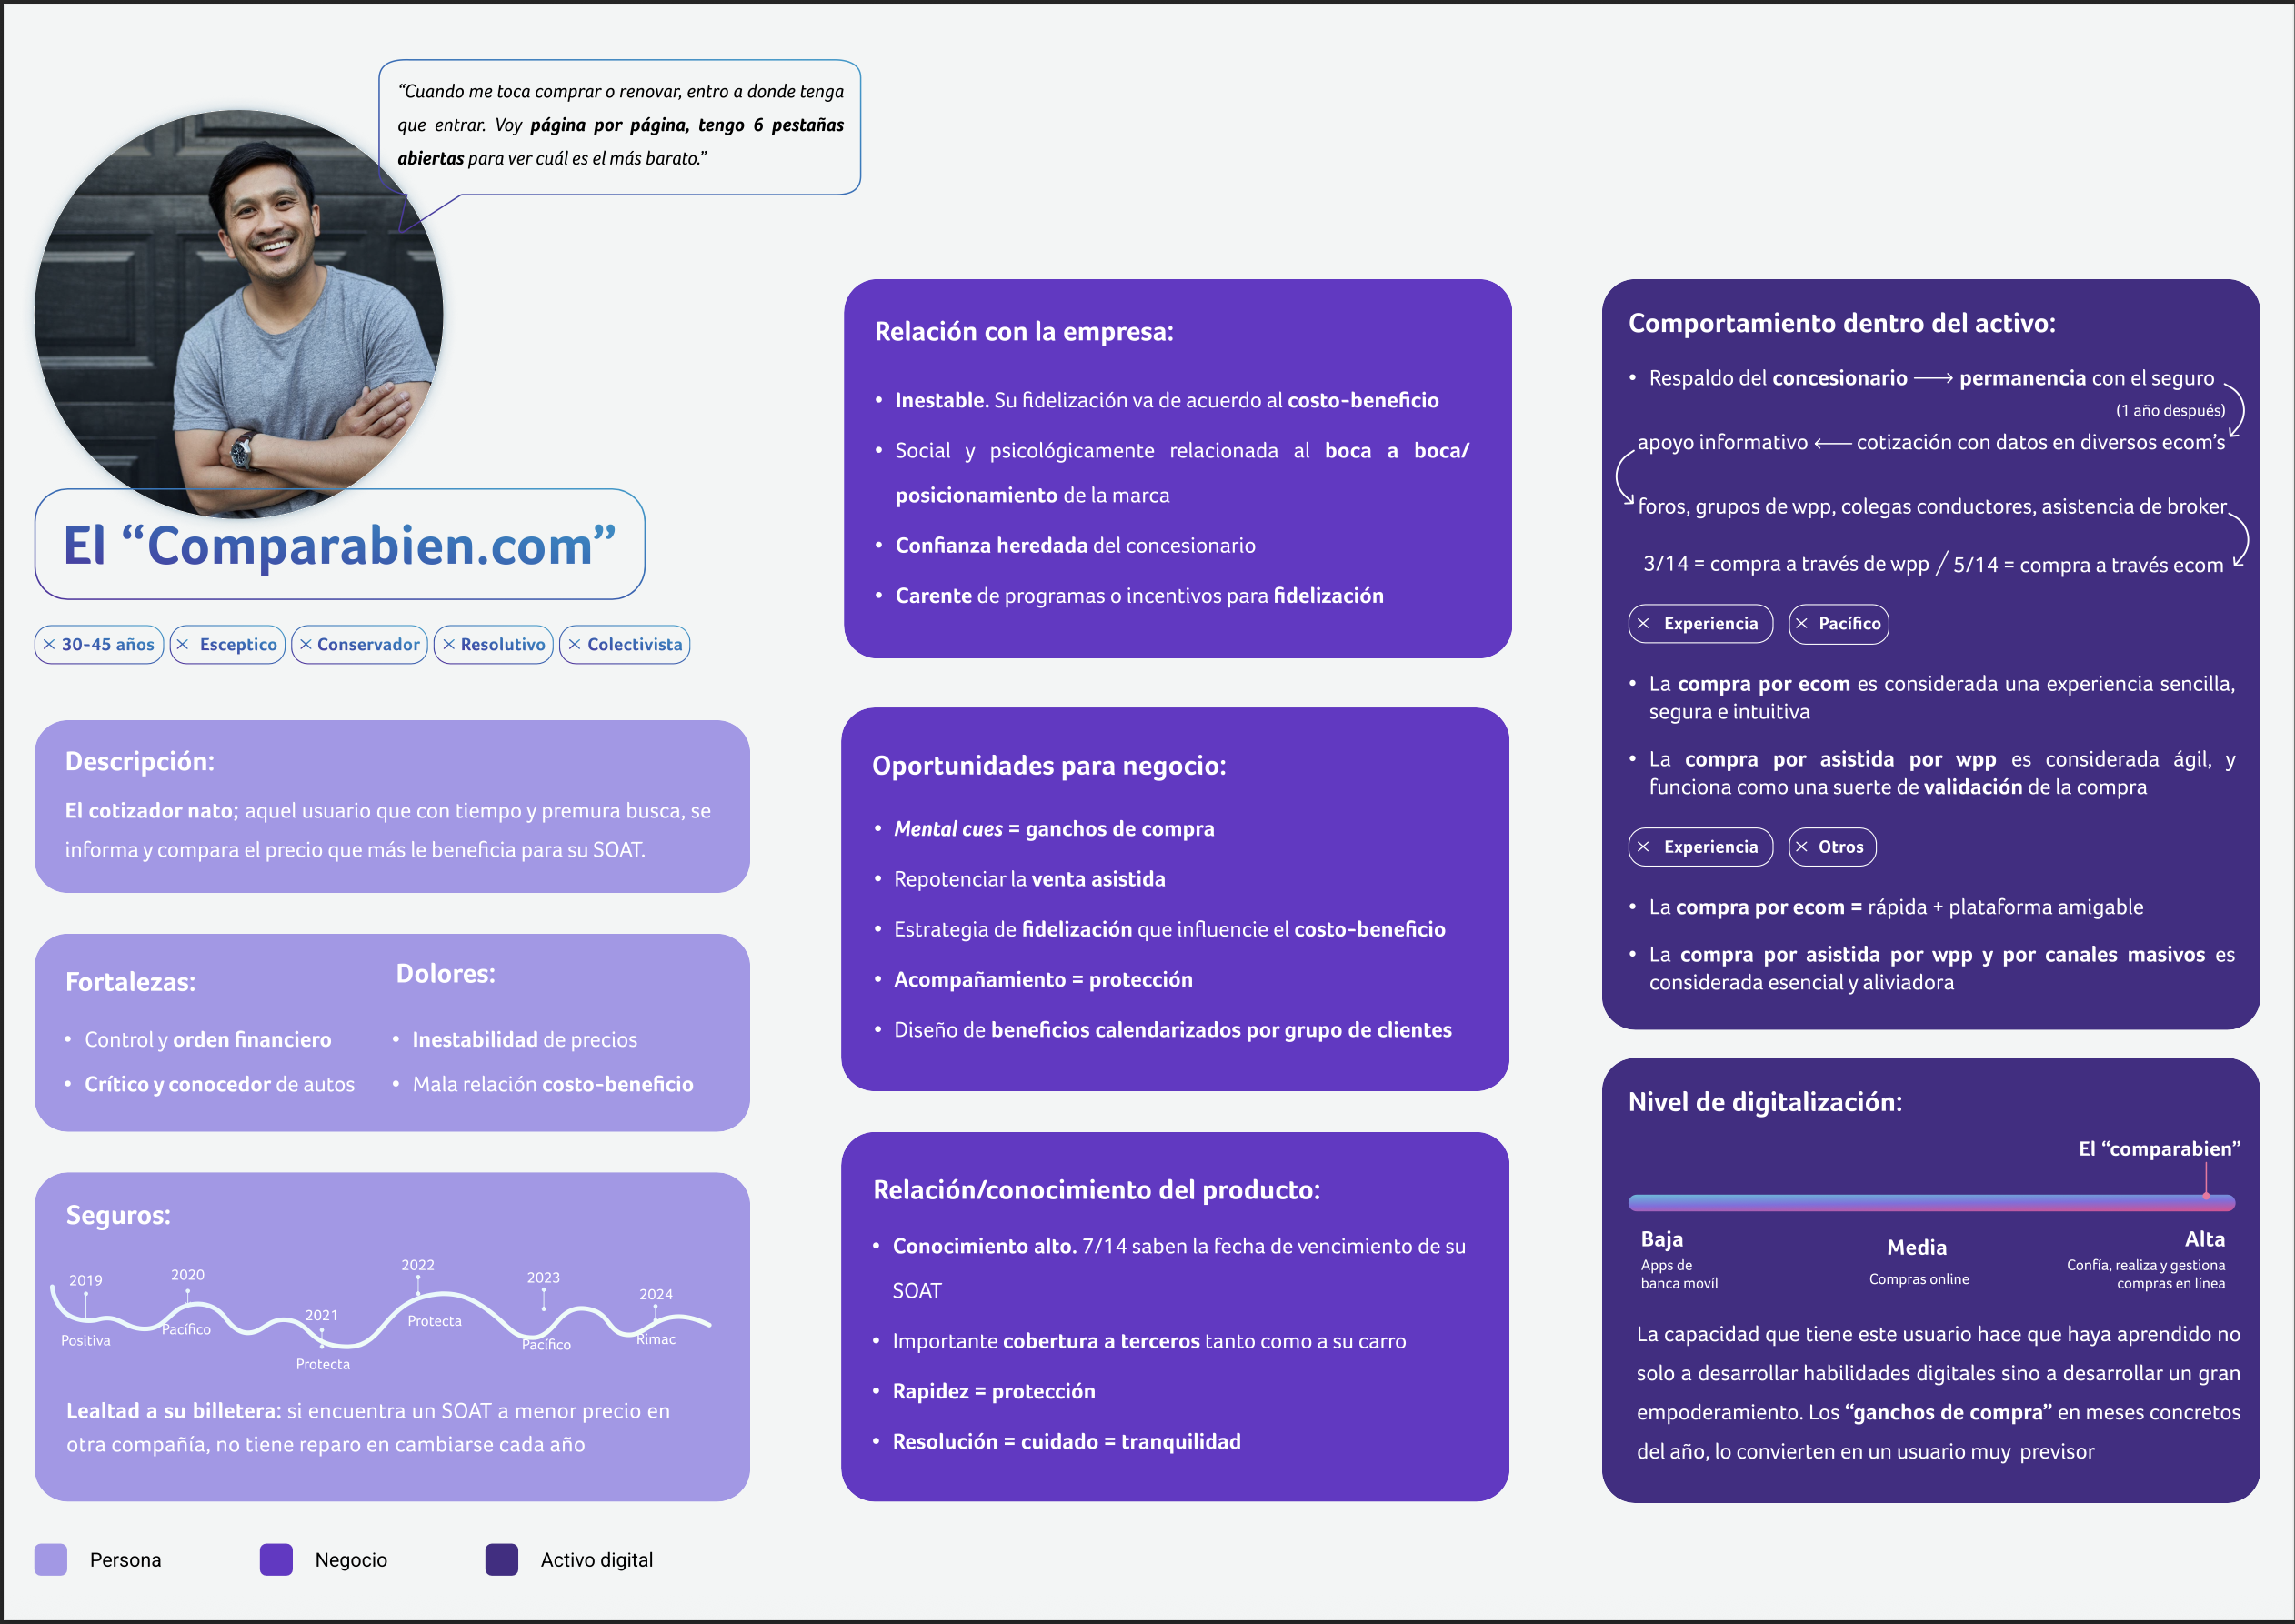 “Cuando me toca comprar o renovar, entro a donde tenga
que entrar. Voy página por página, tengo 6 pestañas
abiertas para ver cuál es el más barato.”
El “Comparabien.com”
× 30-45 años
× Esceptico
× Conservador
× Resolutivo
× Colectivista
Descripción:
El cotizador nato; aquel usuario que con tiempo y premura busca, se
informa y compara el precio que más le beneficia para su SOAT.
Fortalezas:
• Control y orden financiero
• Crítico y conocedor de autos
Dolores:
• Inestabilidad de precios
• Mala relación costo-beneficio
Seguros:
2019
Positiva
2020
Pacífico
2021
Protecta
2022
Protecta
2023
Pacífico
2024
Rimac
Lealtad a su billetera: si encuentra un SOAT a menor precio en
otra compañía, no tiene reparo en cambiarse cada año
Relación con la empresa:
• Inestable. Su fidelización va de acuerdo al costo-beneficio
• Social y psicológicamente relacionada al boca a boca/
posicionamiento de la marca
• Confianza heredada del concesionario
• Carente de programas o incentivos para fidelización
Oportunidades para negocio:
• Mental cues = ganchos de compra
• Repotenciar la venta asistida
• Estrategia de fidelización que influencie el costo-beneficio
• Acompañamiento = protección
• Diseño de beneficios calendarizados por grupo de clientes
Relación/conocimiento del producto:
• Conocimiento alto. 7/14 saben la fecha de vencimiento de su
SOAT
• Importante cobertura a terceros tanto como a su carro
• Rapidez = protección
• Resolución = cuidado = tranquilidad
Comportamiento dentro del activo:
• Respaldo del concesionario ⟶ permanencia con el seguro
(1 año después)
apoyo informativo ⟵ cotización con datos en diversos ecom’s
foros, grupos de wpp, colegas conductores, asistencia de broker
3/14 = compra a través de wpp / 5/14 = compra a través ecom
× Experiencia
× Pacífico
• La compra por ecom es considerada una experiencia sencilla,
segura e intuitiva
• La compra por asistida por wpp es considerada ágil, y
funciona como una suerte de validación de la compra
× Experiencia
× Otros
• La compra por ecom = rápida + plataforma amigable
• La compra por asistida por wpp y por canales masivos es
considerada esencial y aliviadora
Nivel de digitalización:
El “comparabien”
Baja
Apps de
banca movíl
Media
Compras online
Alta
Confía, realiza y gestiona
compras en línea
La capacidad que tiene este usuario hace que haya aprendido no
solo a desarrollar habilidades digitales sino a desarrollar un gran
empoderamiento. Los “ganchos de compra” en meses concretos
del año, lo convierten en un usuario muy previsor
Persona
Negocio
Activo digital